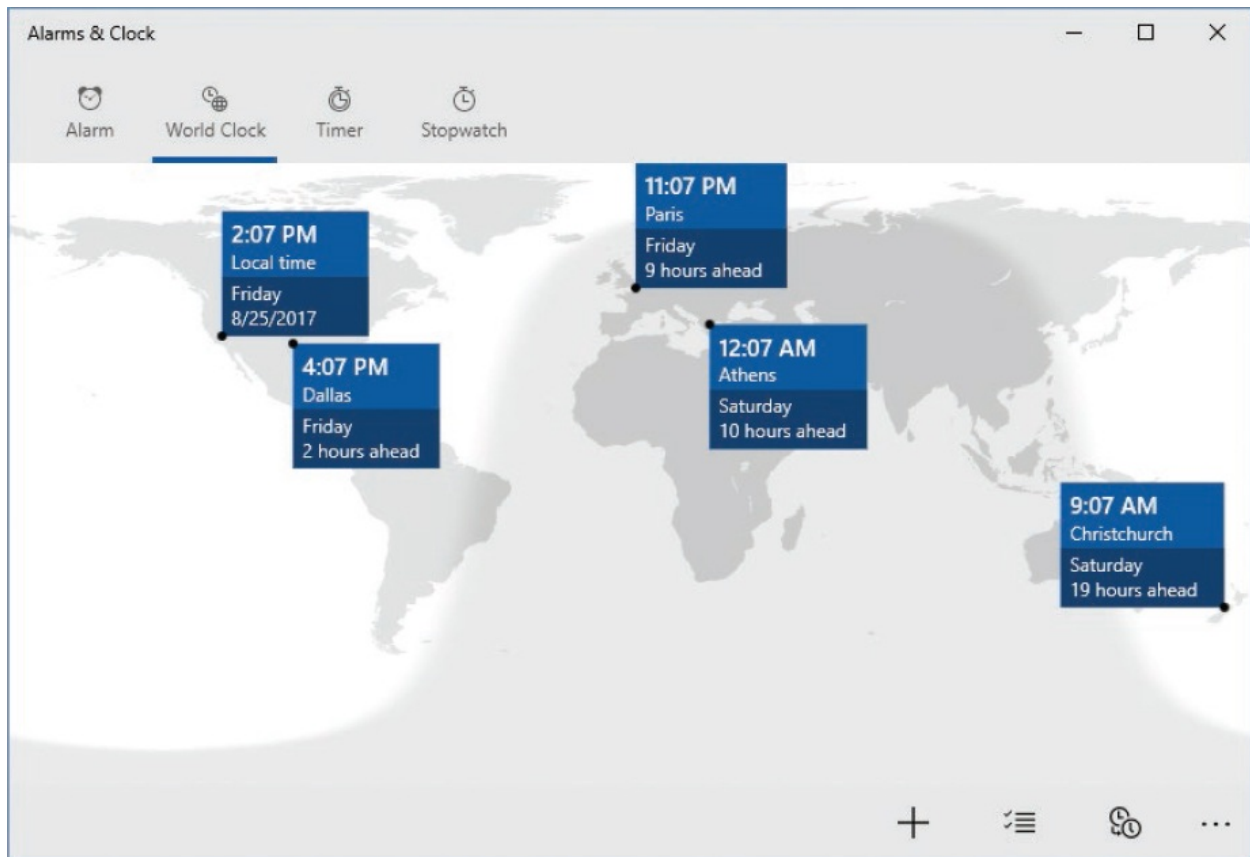 Alarms & Clock
Alarm
World Clock
Timer
Stopwatch
2:07 PM
Local time
Friday
8/25/2017
4:07 PM
Dallas
Friday
2 hours ahead
11:07 PM
Paris
Friday
9 hours ahead
12:07 AM
Athens
Saturday
10 hours ahead
9:07 AM
Christchurch
Saturday
19 hours ahead